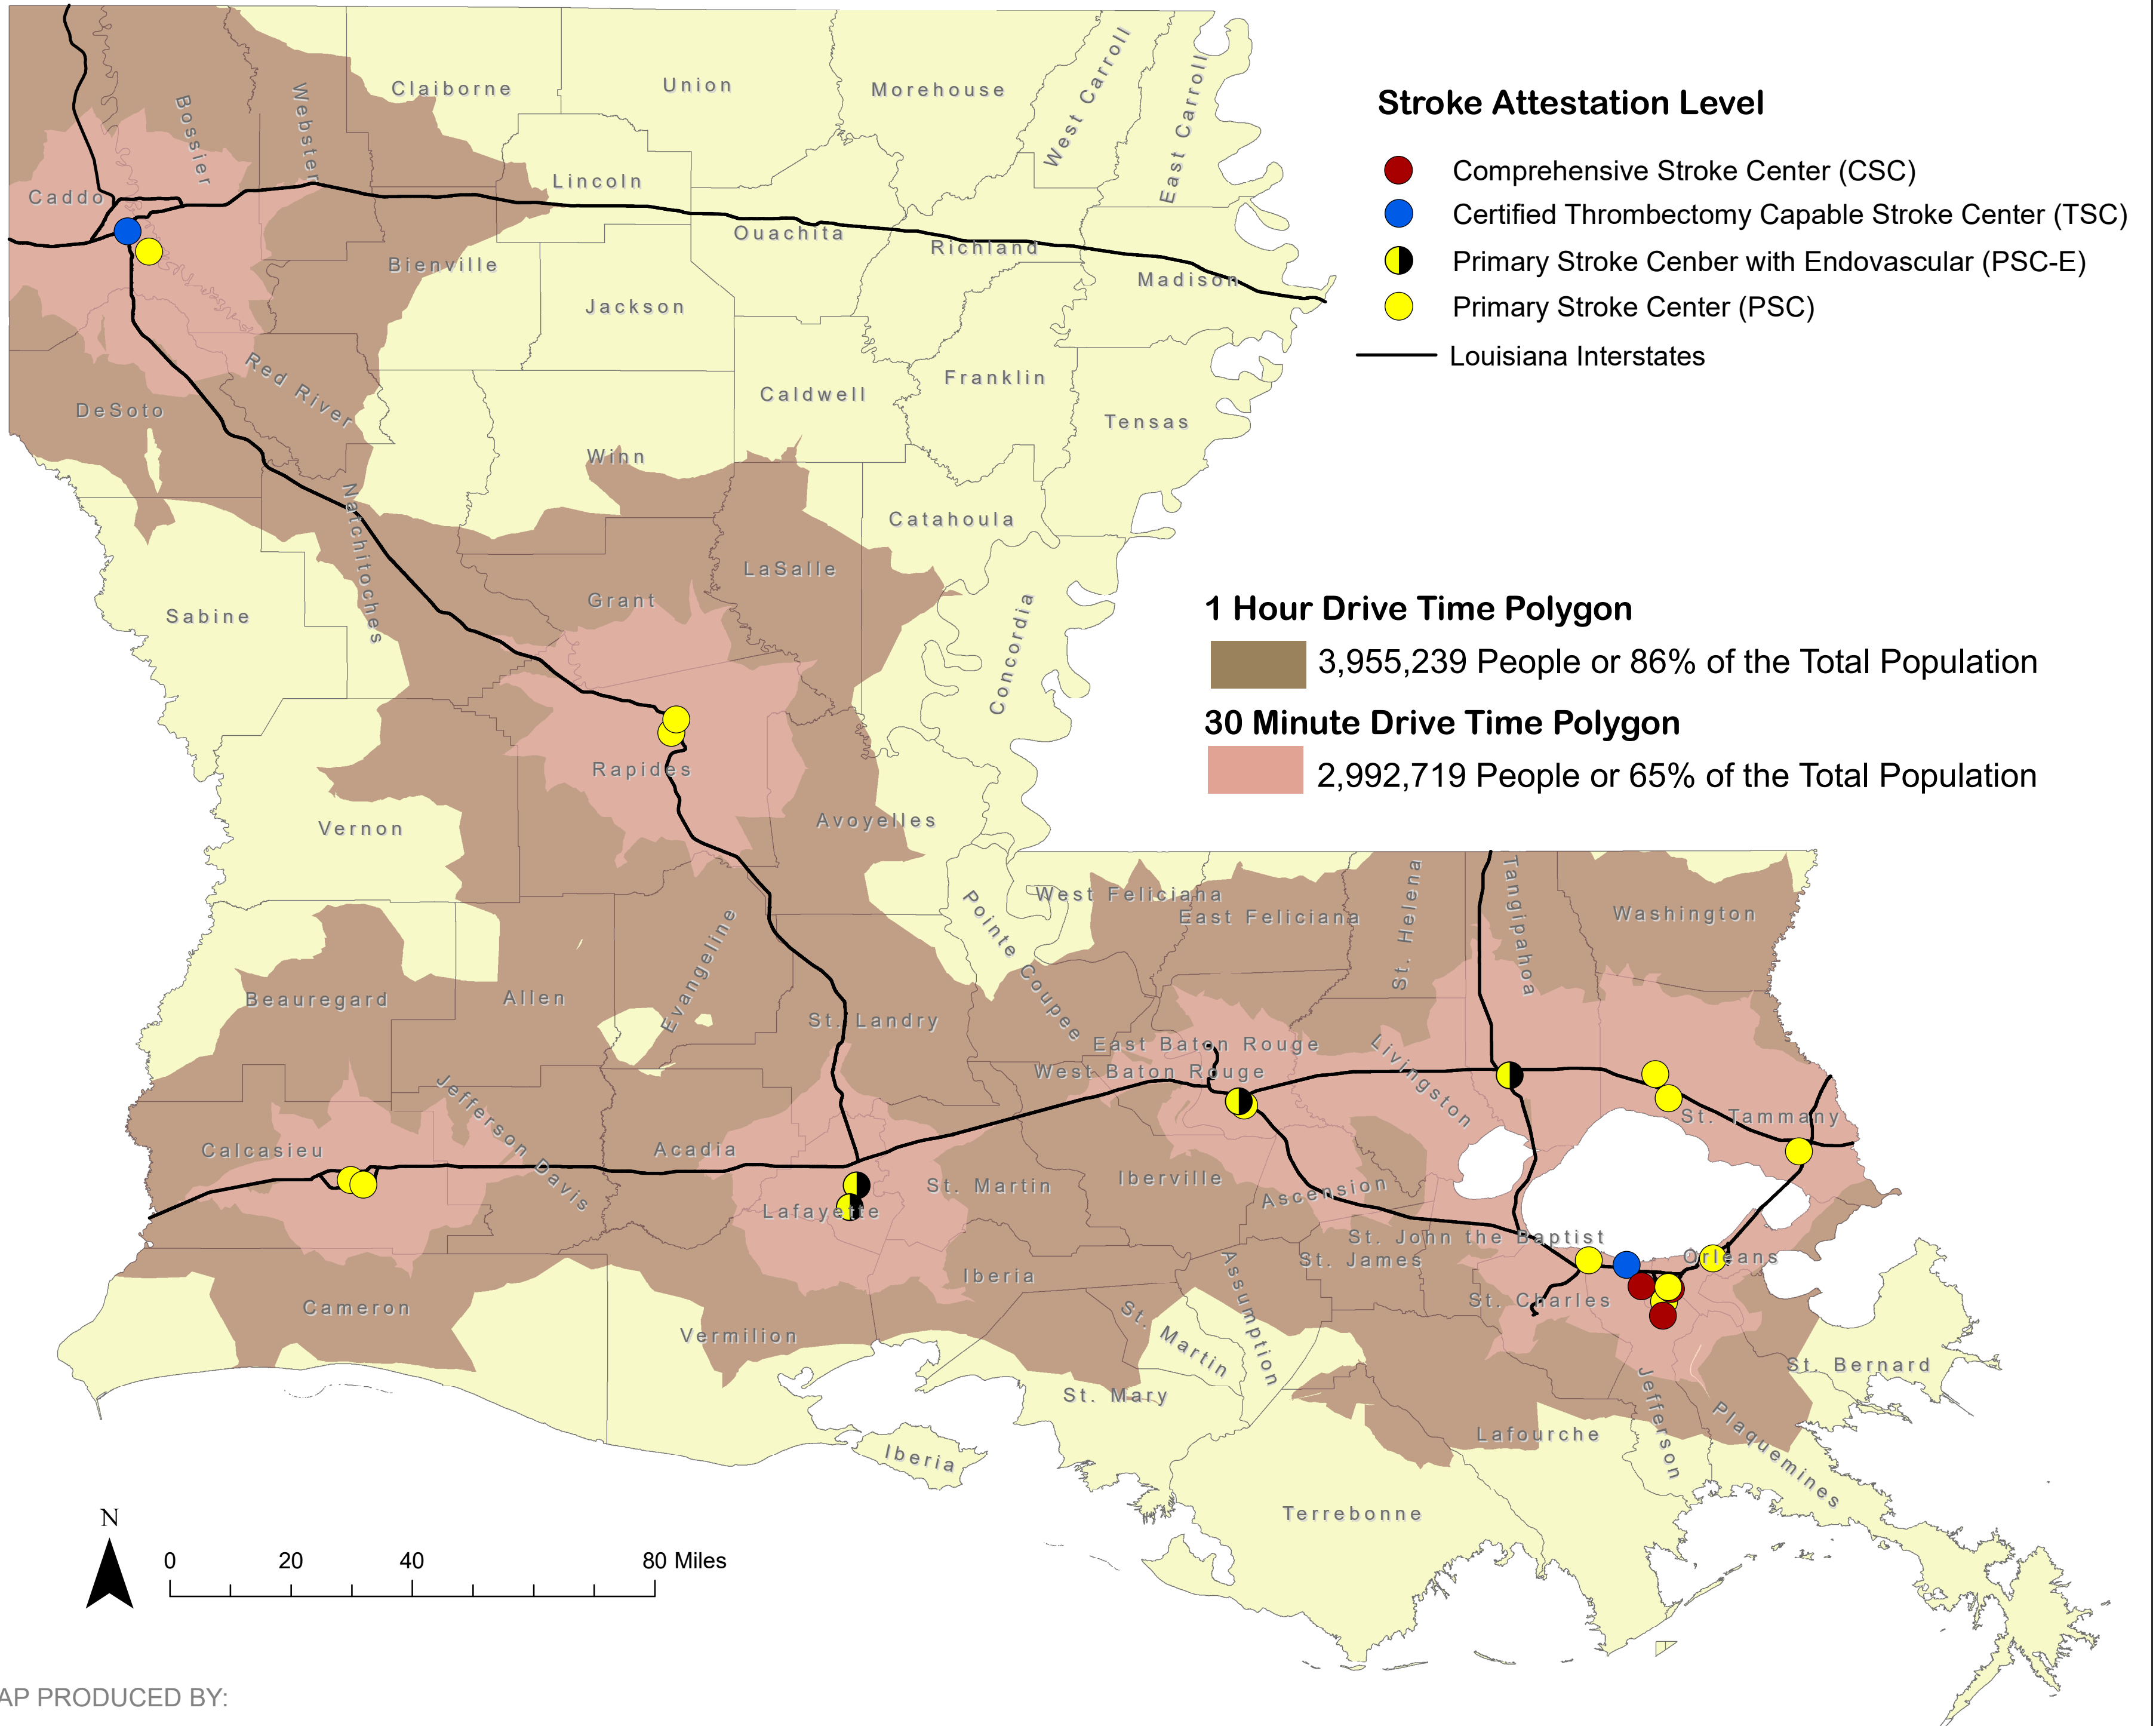 Stroke Attestation Level
Comprehensive Stroke Center (CSC)
Certified Thrombectomy Capable Stroke Center (TSC)
Primary Stroke Cenber with Endovascular (PSC-E)
Primary Stroke Center (PSC)
Louisiana Interstates
1 Hour Drive Time Polygon
3,955,239 People or 86% of the Total Population
30 Minute Drive Time Polygon
2,992,719 People or 65% of the Total Population
Caddo
Bossier
Webster
Claiborne
Union
Morehouse
West Carroll
East Carroll
Lincoln
Ouachita
Richland
Madison
Bienville
Jackson
Red River
DeSoto
Caldwell
Franklin
Tensas
Winn
Natchitoches
Catahoula
LaSalle
Grant
Sabine
Concordia
Rapides
Vernon
Avoyelles
West Feliciana
East Feliciana
St. Helena
Tangipahoa
Washington
Pointe Coupee
Evangeline
Beauregard
Allen
St. Landry
East Baton Rouge
West Baton Rouge
Livingston
St. Tammany
Jefferson Davis
Calcasieu
Acadia
Lafayette
St. Martin
Iberville
Ascension
St. John the Baptist
St. James
Orleans
Assumption
Iberia
St. Charles
Cameron
Vermilion
St. Martin
St. Mary
St. Bernard
Jefferson
Plaquemines
Lafourche
Iberia
Terrebonne
N
0 20 40 80 Miles
AP PRODUCED BY: